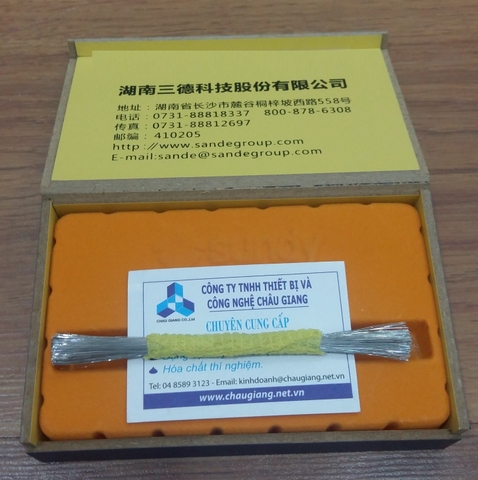 湖南三德科技股份有限公司
地址：湖南省长沙市麓谷桐梓坡西路558号
电话：0731-88818337 800-878-6308
传真：0731-88812697
邮编：410205
http://www.sandegroup.com
E-mail:sande@sandegroup.com
CÔNG TY TNHH THIẾT BỊ VÀ
CÔNG NGHỆ CHÂU GIANG
CHAU GIANG CO.,Ltd
CHUYÊN CUNG CẤP
Hóa chất thí nghiệm.
Tel: 04 8589 3123 - Email: kinhdoanh@chaugiang.net.vn
www.chaugiang.net.vn